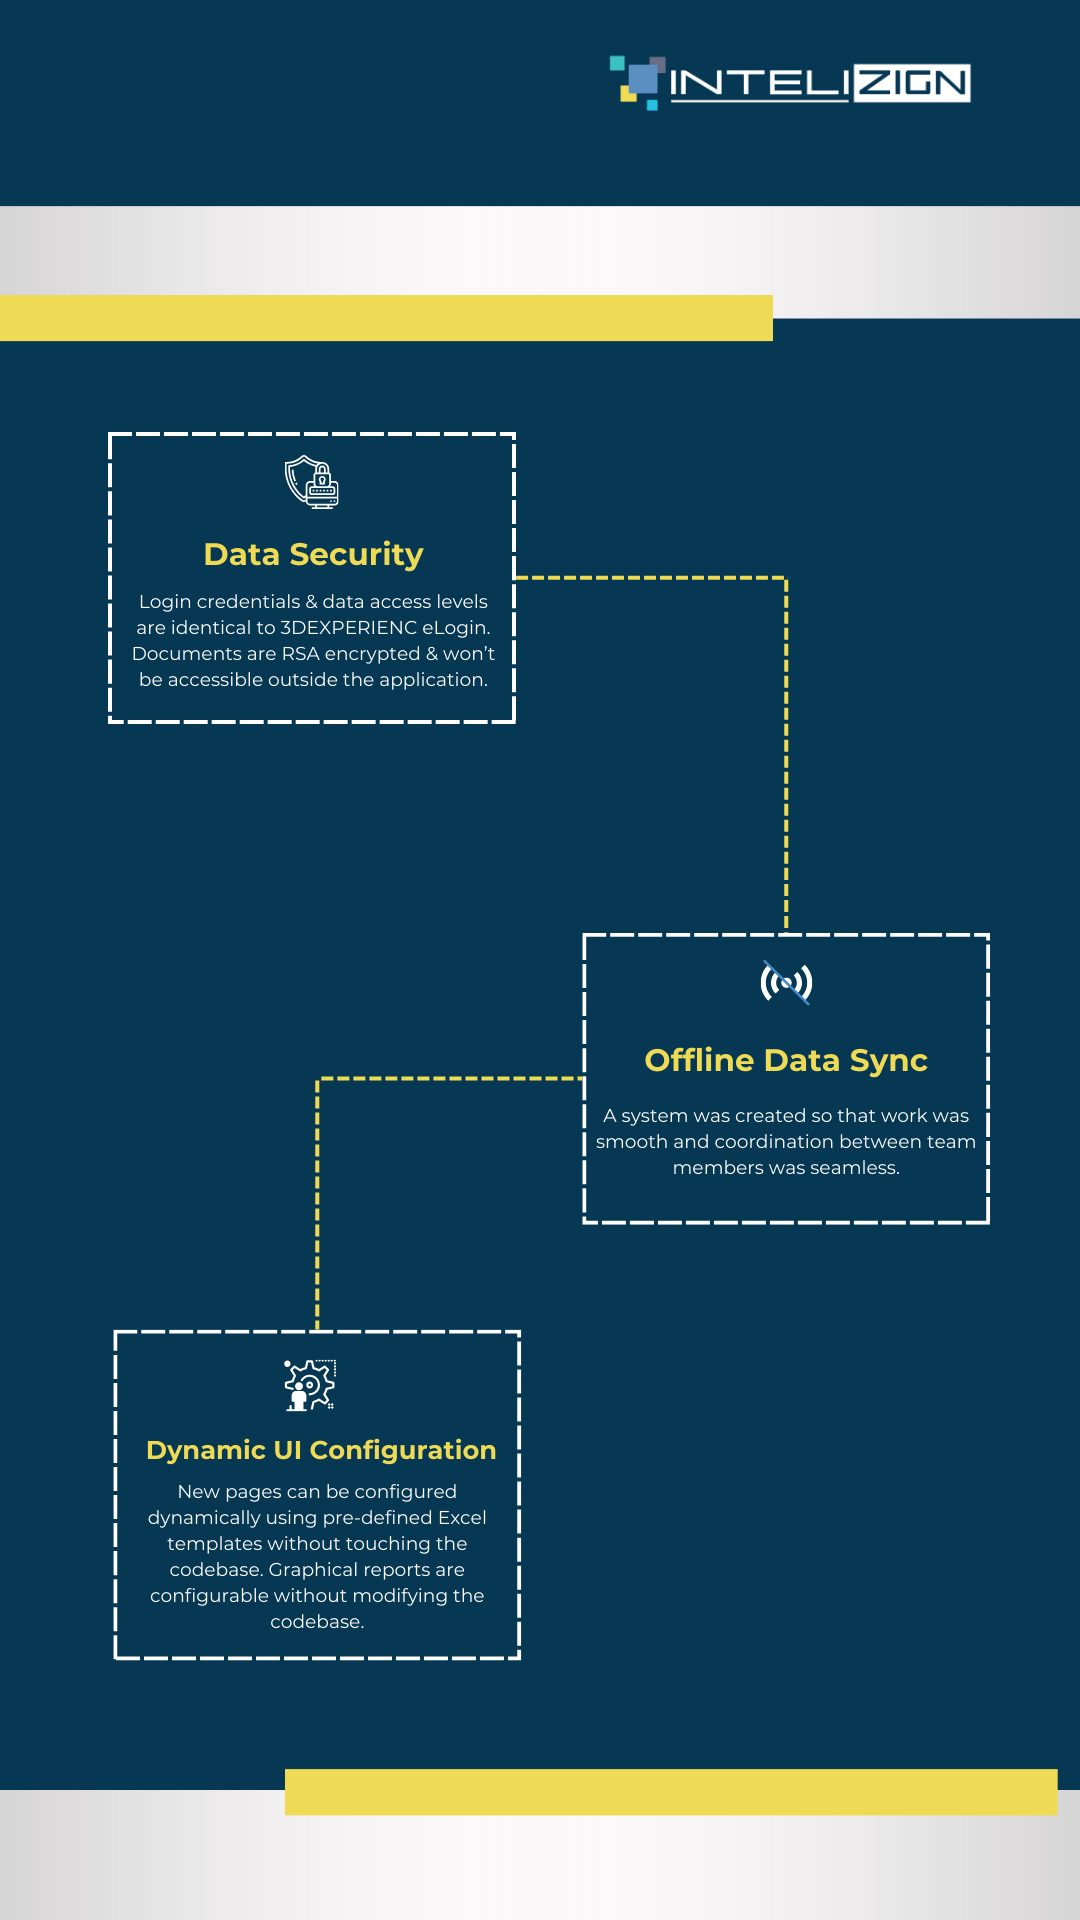 INTELIZIGN
Data Security
Login credentials & data access levels
are identical to 3DEXPERIENC eLogin.
Documents are RSA encrypted & won't
be accessible outside the application.
Offline Data Sync
A system was created so that work was
smooth and coordination between team
members was seamless.
Dynamic UI Configuration
New pages can be configured
dynamically using pre-defined Excel
templates without touching the
codebase. Graphical reports are
configurable without modifying the
codebase.